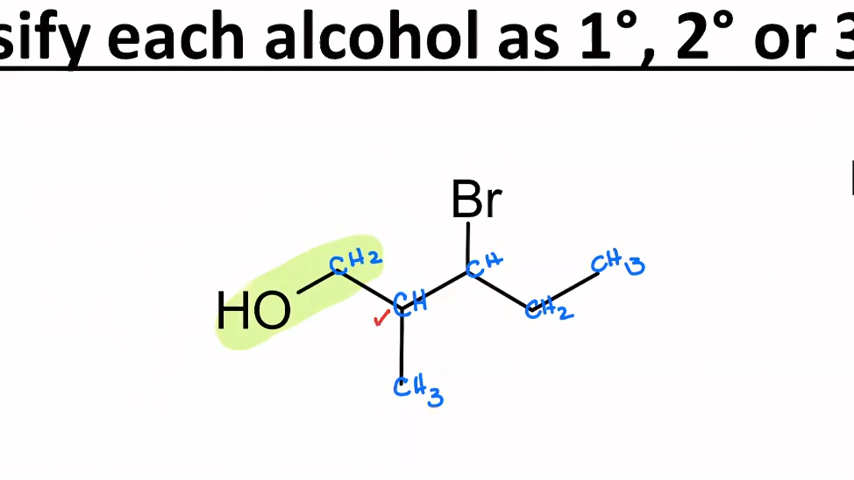 sify each alcohol as 1°, 2° or 3
Br
CH2 CH CH3
HO CH CH2
CH3